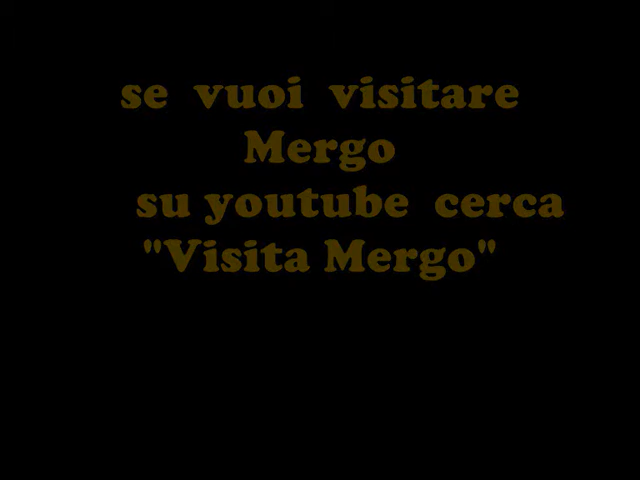 se vuoi visitare
Mergo
su youtube cerca
"Visita Mergo"